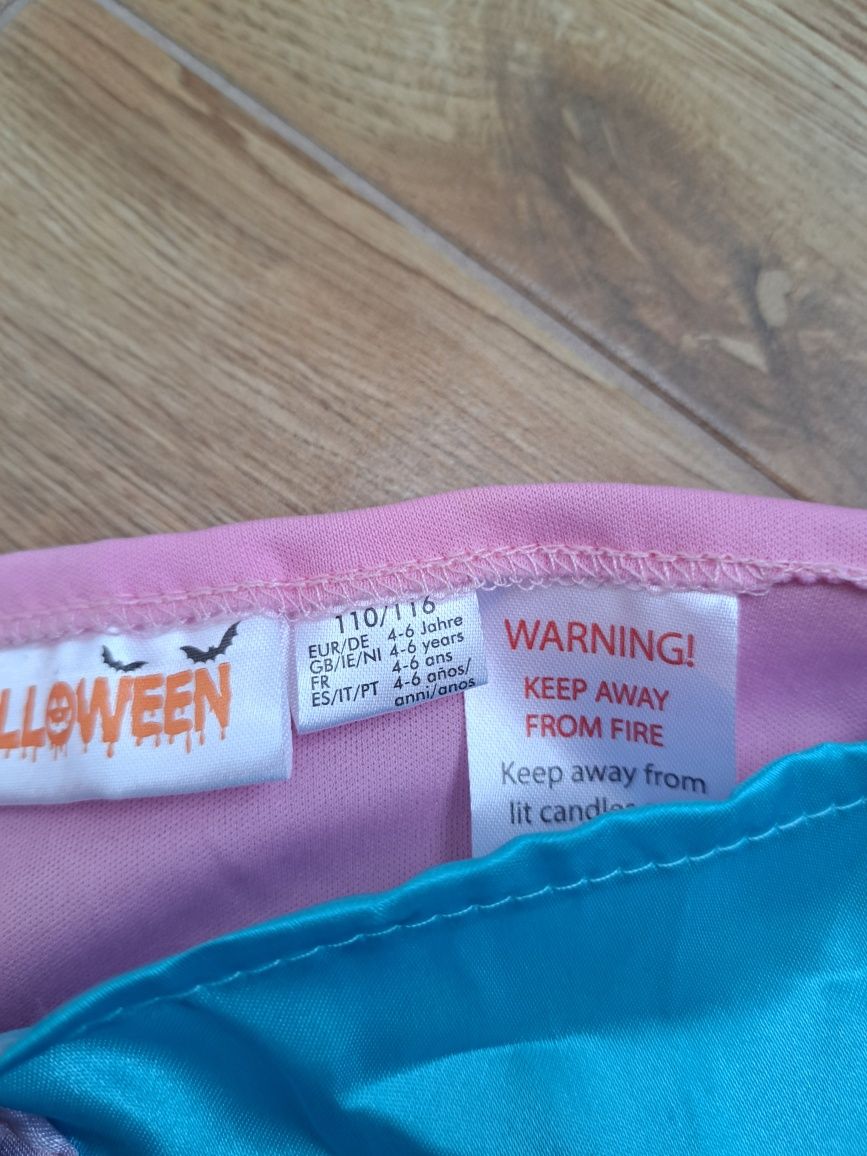 LLOWEEN
110/116
EUR/DE 4-6 Jahre
GB/IE/NI 4-6 years
FR 4-6 ans
ES/IT/PT 4-6 años/
anni/anos
WARNING!
KEEP AWAY
FROM FIRE
Keep away from
lit